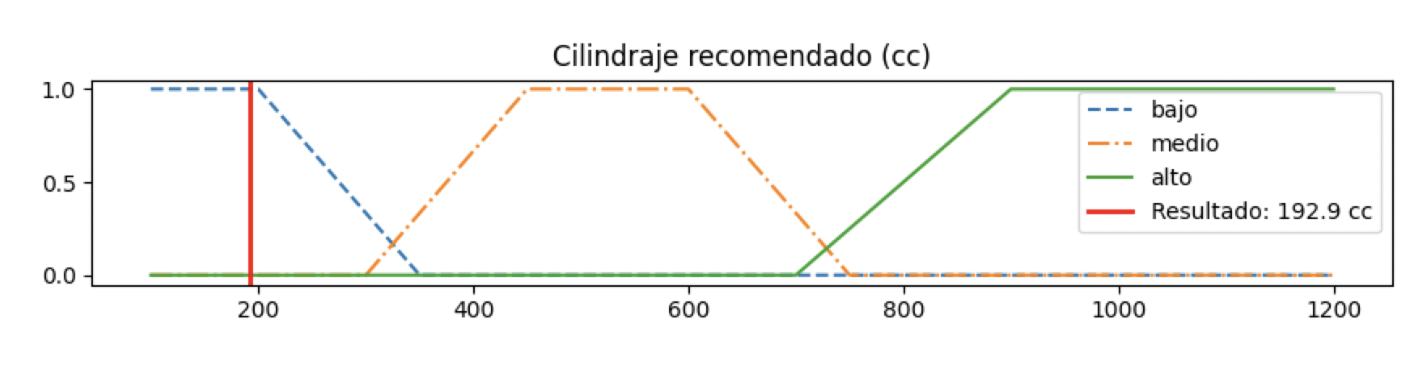 Cilindraje recomendado (cc)
1.0
0.5
0.0
200 400 600 800 1000 1200
bajo
medio
alto
Resultado: 192.9 cc